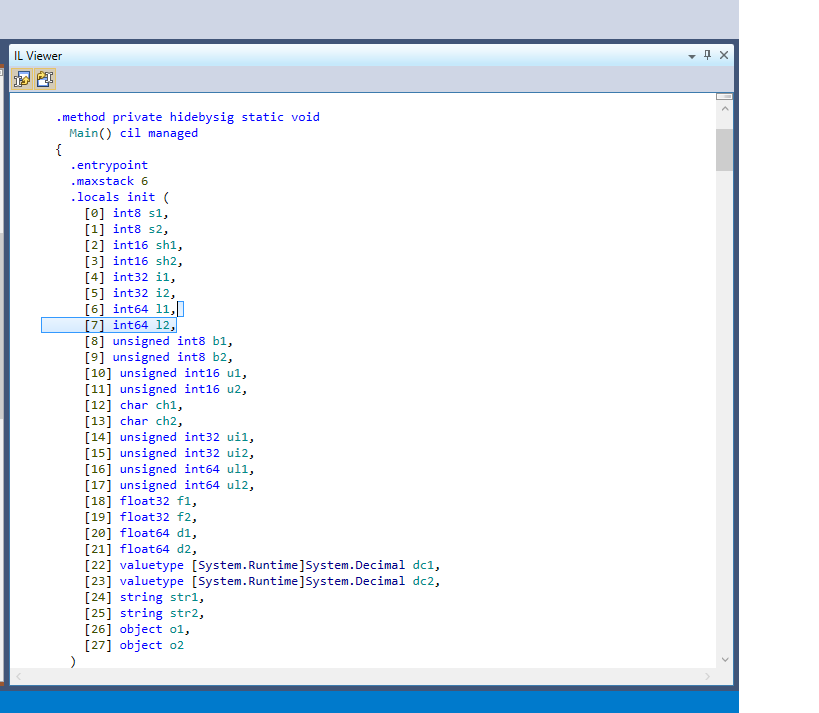 IL Viewer
.method private hidebysig static void
Main() cil managed
{
.entrypoint
.maxstack 6
.locals init (
[0] int8 s1,
[1] int8 s2,
[2] int16 sh1,
[3] int16 sh2,
[4] int32 i1,
[5] int32 i2,
[6] int64 l1,
[7] int64 l2,
[8] unsigned int8 b1,
[9] unsigned int8 b2,
[10] unsigned int16 u1,
[11] unsigned int16 u2,
[12] char ch1,
[13] char ch2,
[14] unsigned int32 ui1,
[15] unsigned int32 ui2,
[16] unsigned int64 ul1,
[17] unsigned int64 ul2,
[18] float32 f1,
[19] float32 f2,
[20] float64 d1,
[21] float64 d2,
[22] valuetype [System.Runtime]System.Decimal dc1,
[23] valuetype [System.Runtime]System.Decimal dc2,
[24] string str1,
[25] string str2,
[26] object o1,
[27] object o2
)